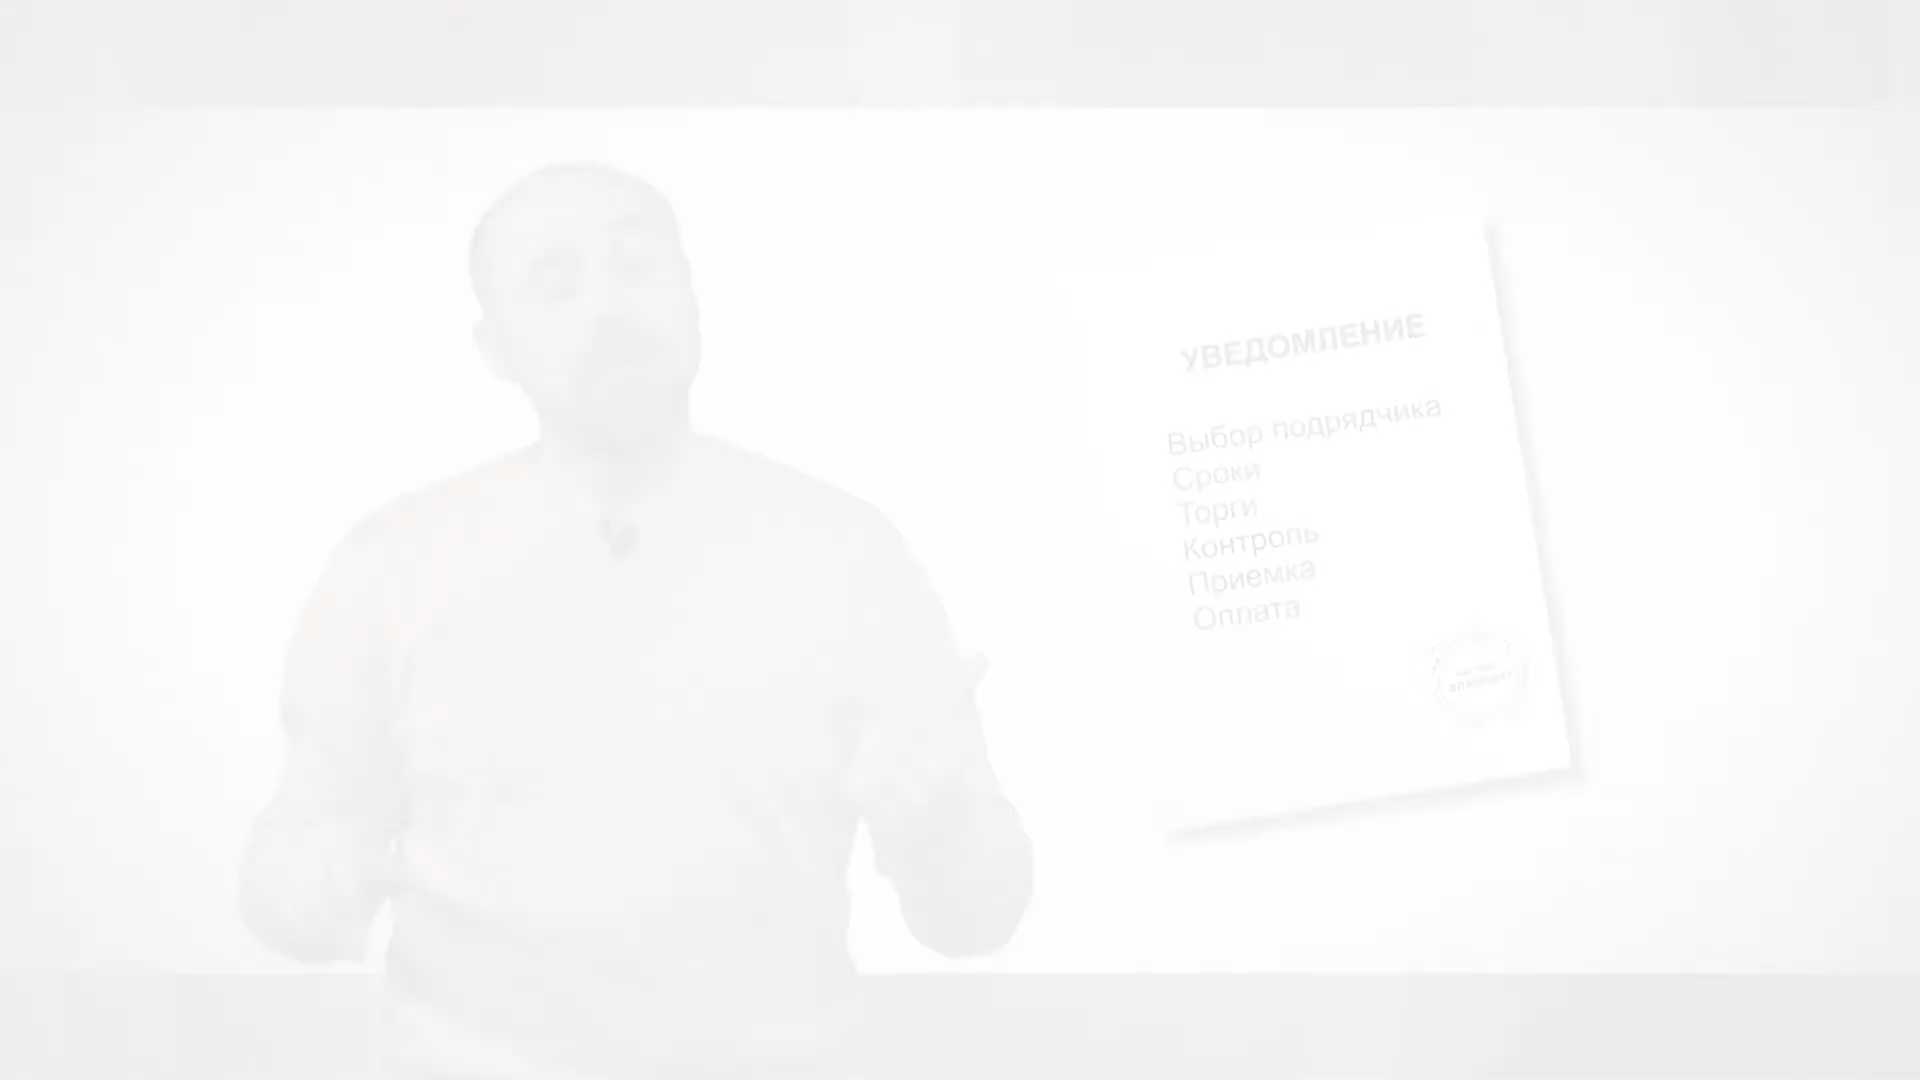 УВЕДОМЛЕНИЕ
Выбор подрядчика
Сроки
Торги
Контроль
Приемка
Оплата